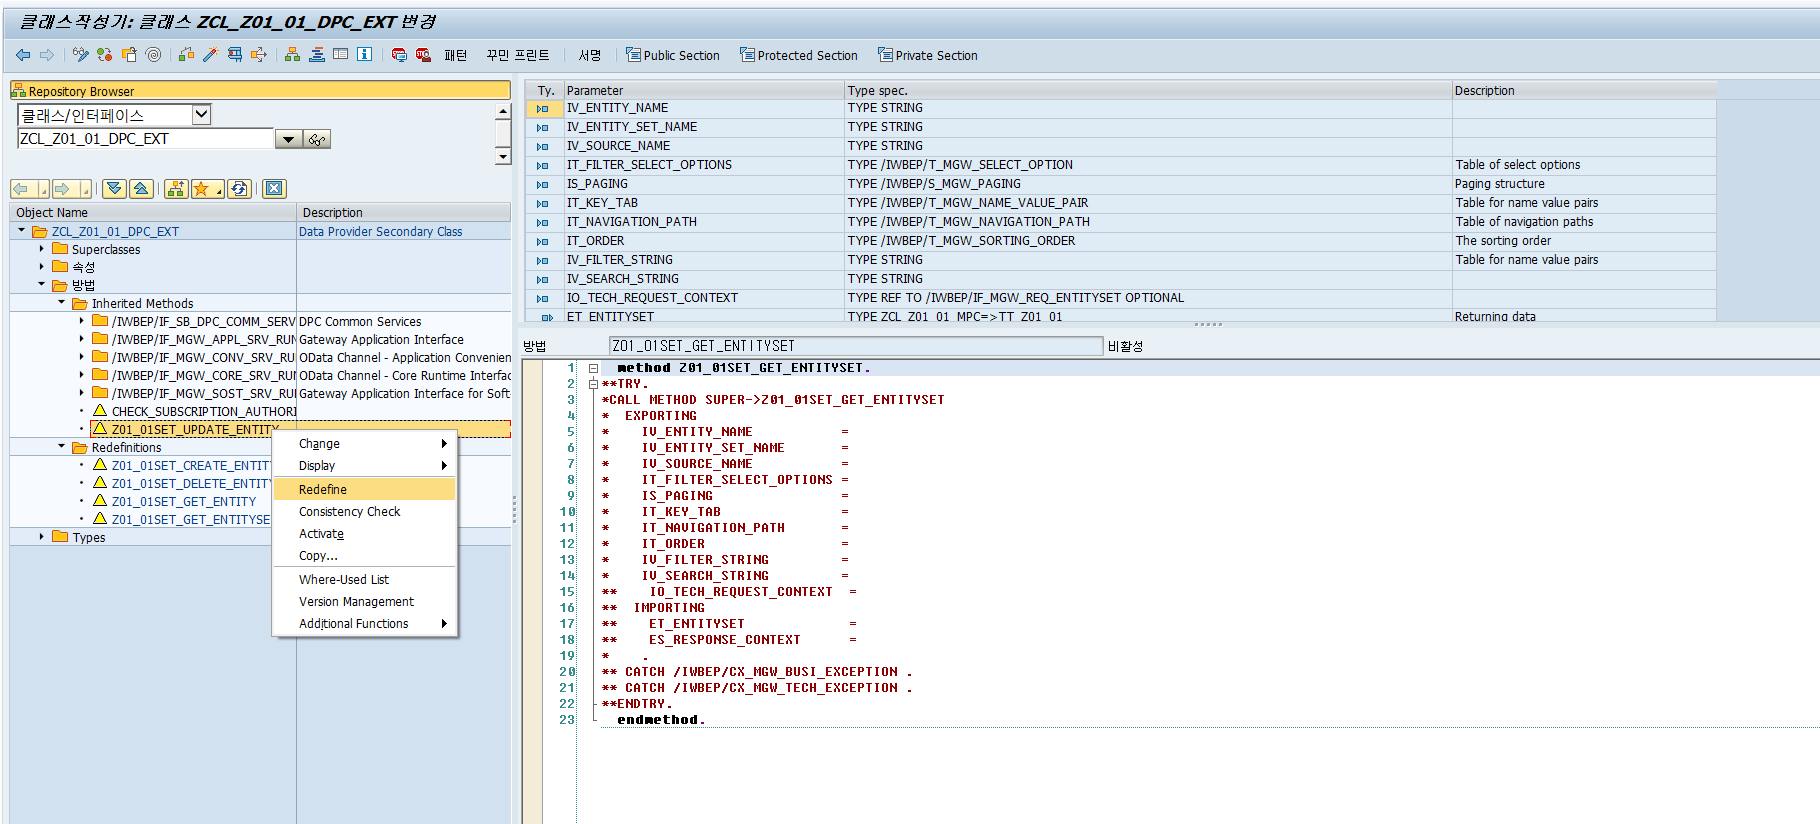 클래스작성기: 클래스 ZCL_Z01_01_DPC_EXT 변경
패턴 꾸민 프린트 서명 Public Section Protected Section Private Section
Repository Browser
클래스/인터페이스
ZCL_Z01_01_DPC_EXT
Object Name Description
ZCL_Z01_01_DPC_EXT Data Provider Secondary Class
Superclasses
속성
방법
Inherited Methods
/IWBEP/IF_SB_DPC_COMM_SERV DPC Common Services
/IWBEP/IF_MGW_APPL_SRV_RUN Gateway Application Interface
/IWBEP/IF_MGW_CONV_SRV_RUN OData Channel - Application Convenien
/IWBEP/IF_MGW_CORE_SRV_RUN OData Channel - Core Runtime Interfac
/IWBEP/IF_MGW_SOST_SRV_RUN Gateway Application Interface for Soft
CHECK_SUBSCRIPTION_AUTHORI
Z01_01SET_UPDATE_ENTITY
Redefinitions
Z01_01SET_CREATE_ENTITY
Z01_01SET_DELETE_ENTITY
Z01_01SET_GET_ENTITY
Z01_01SET_GET_ENTITYSE
Types
Change
Display
Redefine
Consistency Check
Activate
Copy...
Where-Used List
Version Management
Additional Functions
Ty. Parameter Type spec. Description
IV_ENTITY_NAME TYPE STRING
IV_ENTITY_SET_NAME TYPE STRING
IV_SOURCE_NAME TYPE STRING
IT_FILTER_SELECT_OPTIONS TYPE /IWBEP/T_MGW_SELECT_OPTION Table of select options
IS_PAGING TYPE /IWBEP/S_MGW_PAGING Paging structure
IT_KEY_TAB TYPE /IWBEP/T_MGW_NAME_VALUE_PAIR Table for name value pairs
IT_NAVIGATION_PATH TYPE /IWBEP/T_MGW_NAVIGATION_PATH Table of navigation paths
IT_ORDER TYPE /IWBEP/T_MGW_SORTING_ORDER The sorting order
IV_FILTER_STRING TYPE STRING Table for name value pairs
IV_SEARCH_STRING TYPE STRING
IO_TECH_REQUEST_CONTEXT TYPE REF TO /IWBEP/IF_MGW_REQ_ENTITYSET OPTIONAL
ET_ENTITYSET TYPE ZCL_Z01_01_MPC=>TT_Z01_01 Returning data
방법 Z01_01SET_GET_ENTITYSET 비활성
1 method Z01_01SET_GET_ENTITYSET.
2 **TRY.
3 *CALL METHOD SUPER->Z01_01SET_GET_ENTITYSET
4 * EXPORTING
5 * IV_ENTITY_NAME =
6 * IV_ENTITY_SET_NAME =
7 * IV_SOURCE_NAME =
8 * IT_FILTER_SELECT_OPTIONS =
9 * IS_PAGING =
10 * IT_KEY_TAB =
11 * IT_NAVIGATION_PATH =
12 * IT_ORDER =
13 * IV_FILTER_STRING =
14 * IV_SEARCH_STRING =
15 ** IO_TECH_REQUEST_CONTEXT =
16 ** IMPORTING
17 ** ET_ENTITYSET =
18 ** ES_RESPONSE_CONTEXT =
19 * .
20 ** CATCH /IWBEP/CX_MGW_BUSI_EXCEPTION .
21 ** CATCH /IWBEP/CX_MGW_TECH_EXCEPTION .
22 **ENDTRY.
23 endmethod.